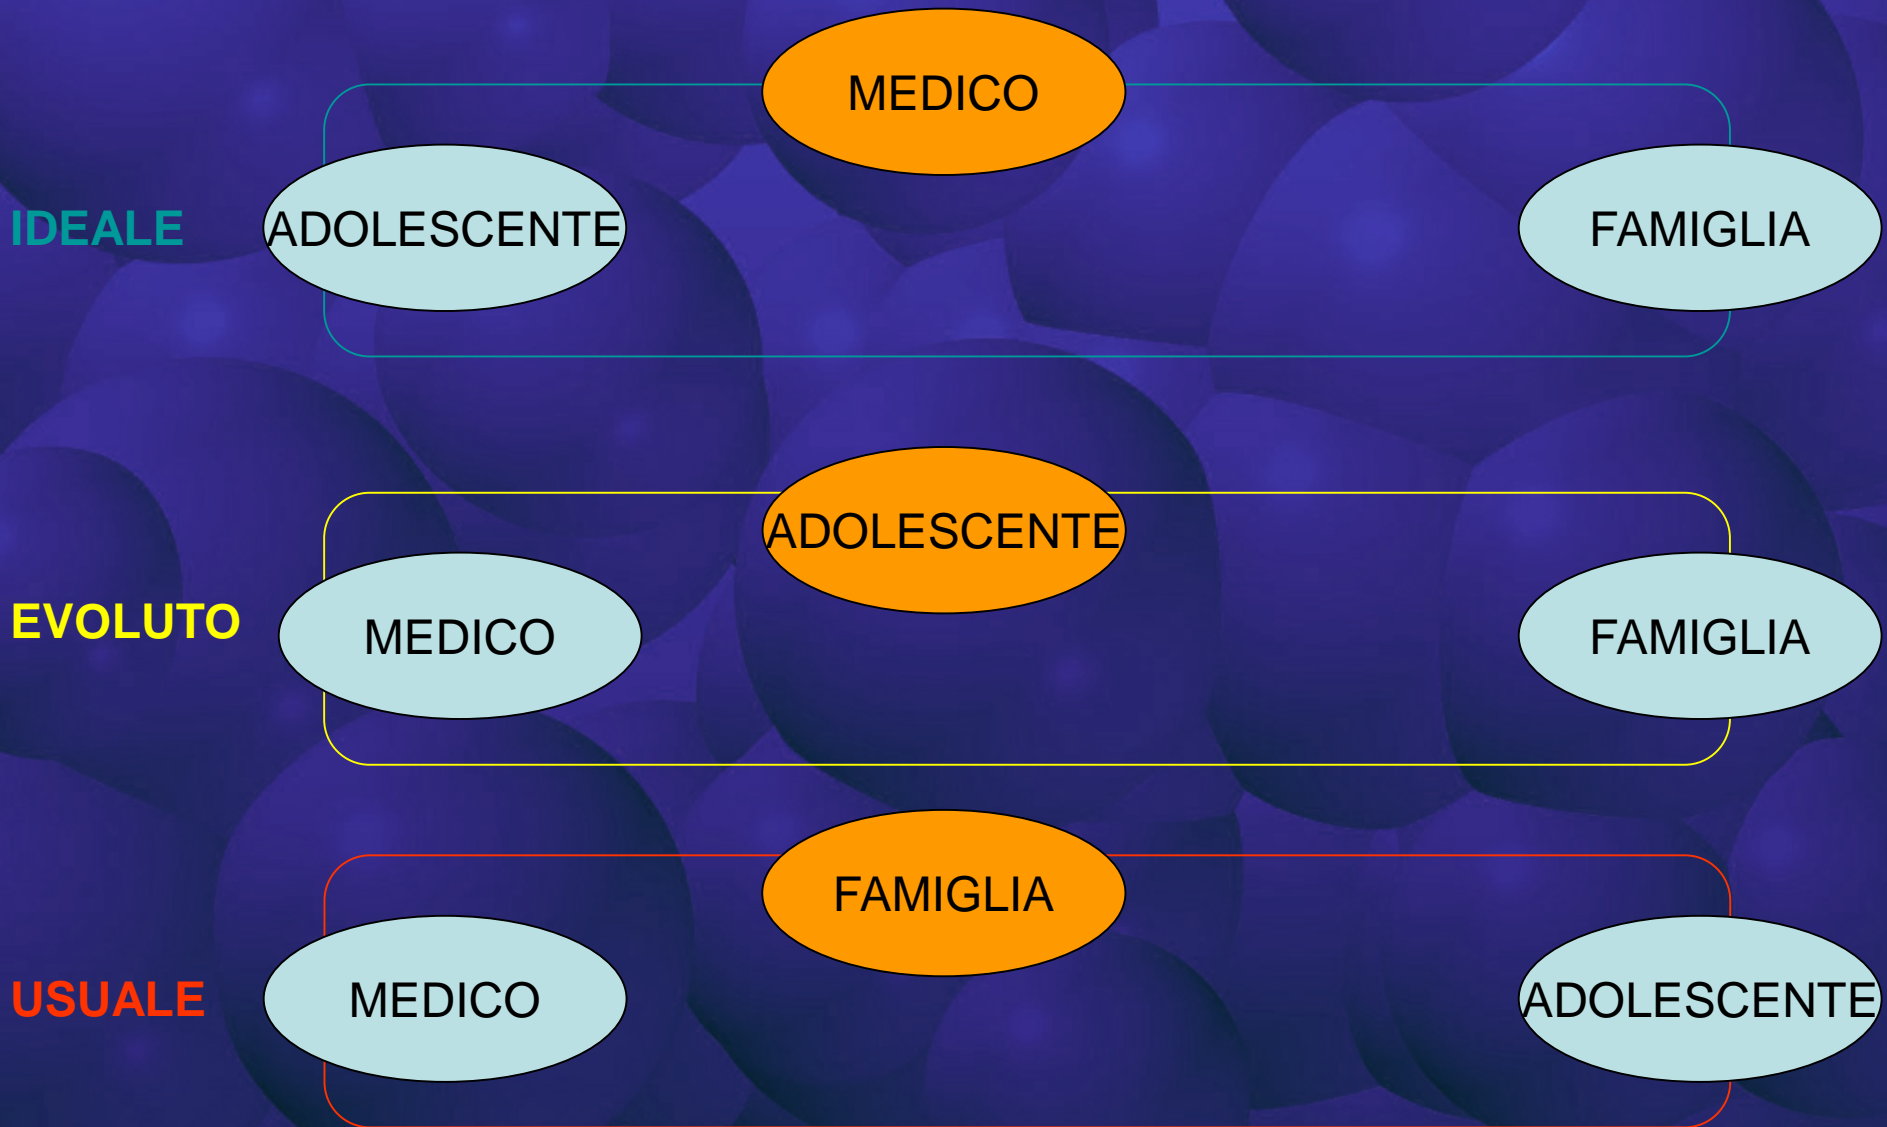 MEDICO
IDEALE
ADOLESCENTE
FAMIGLIA
ADOLESCENTE
EVOLUTO
MEDICO
FAMIGLIA
FAMIGLIA
USUALE
MEDICO
ADOLESCENTE